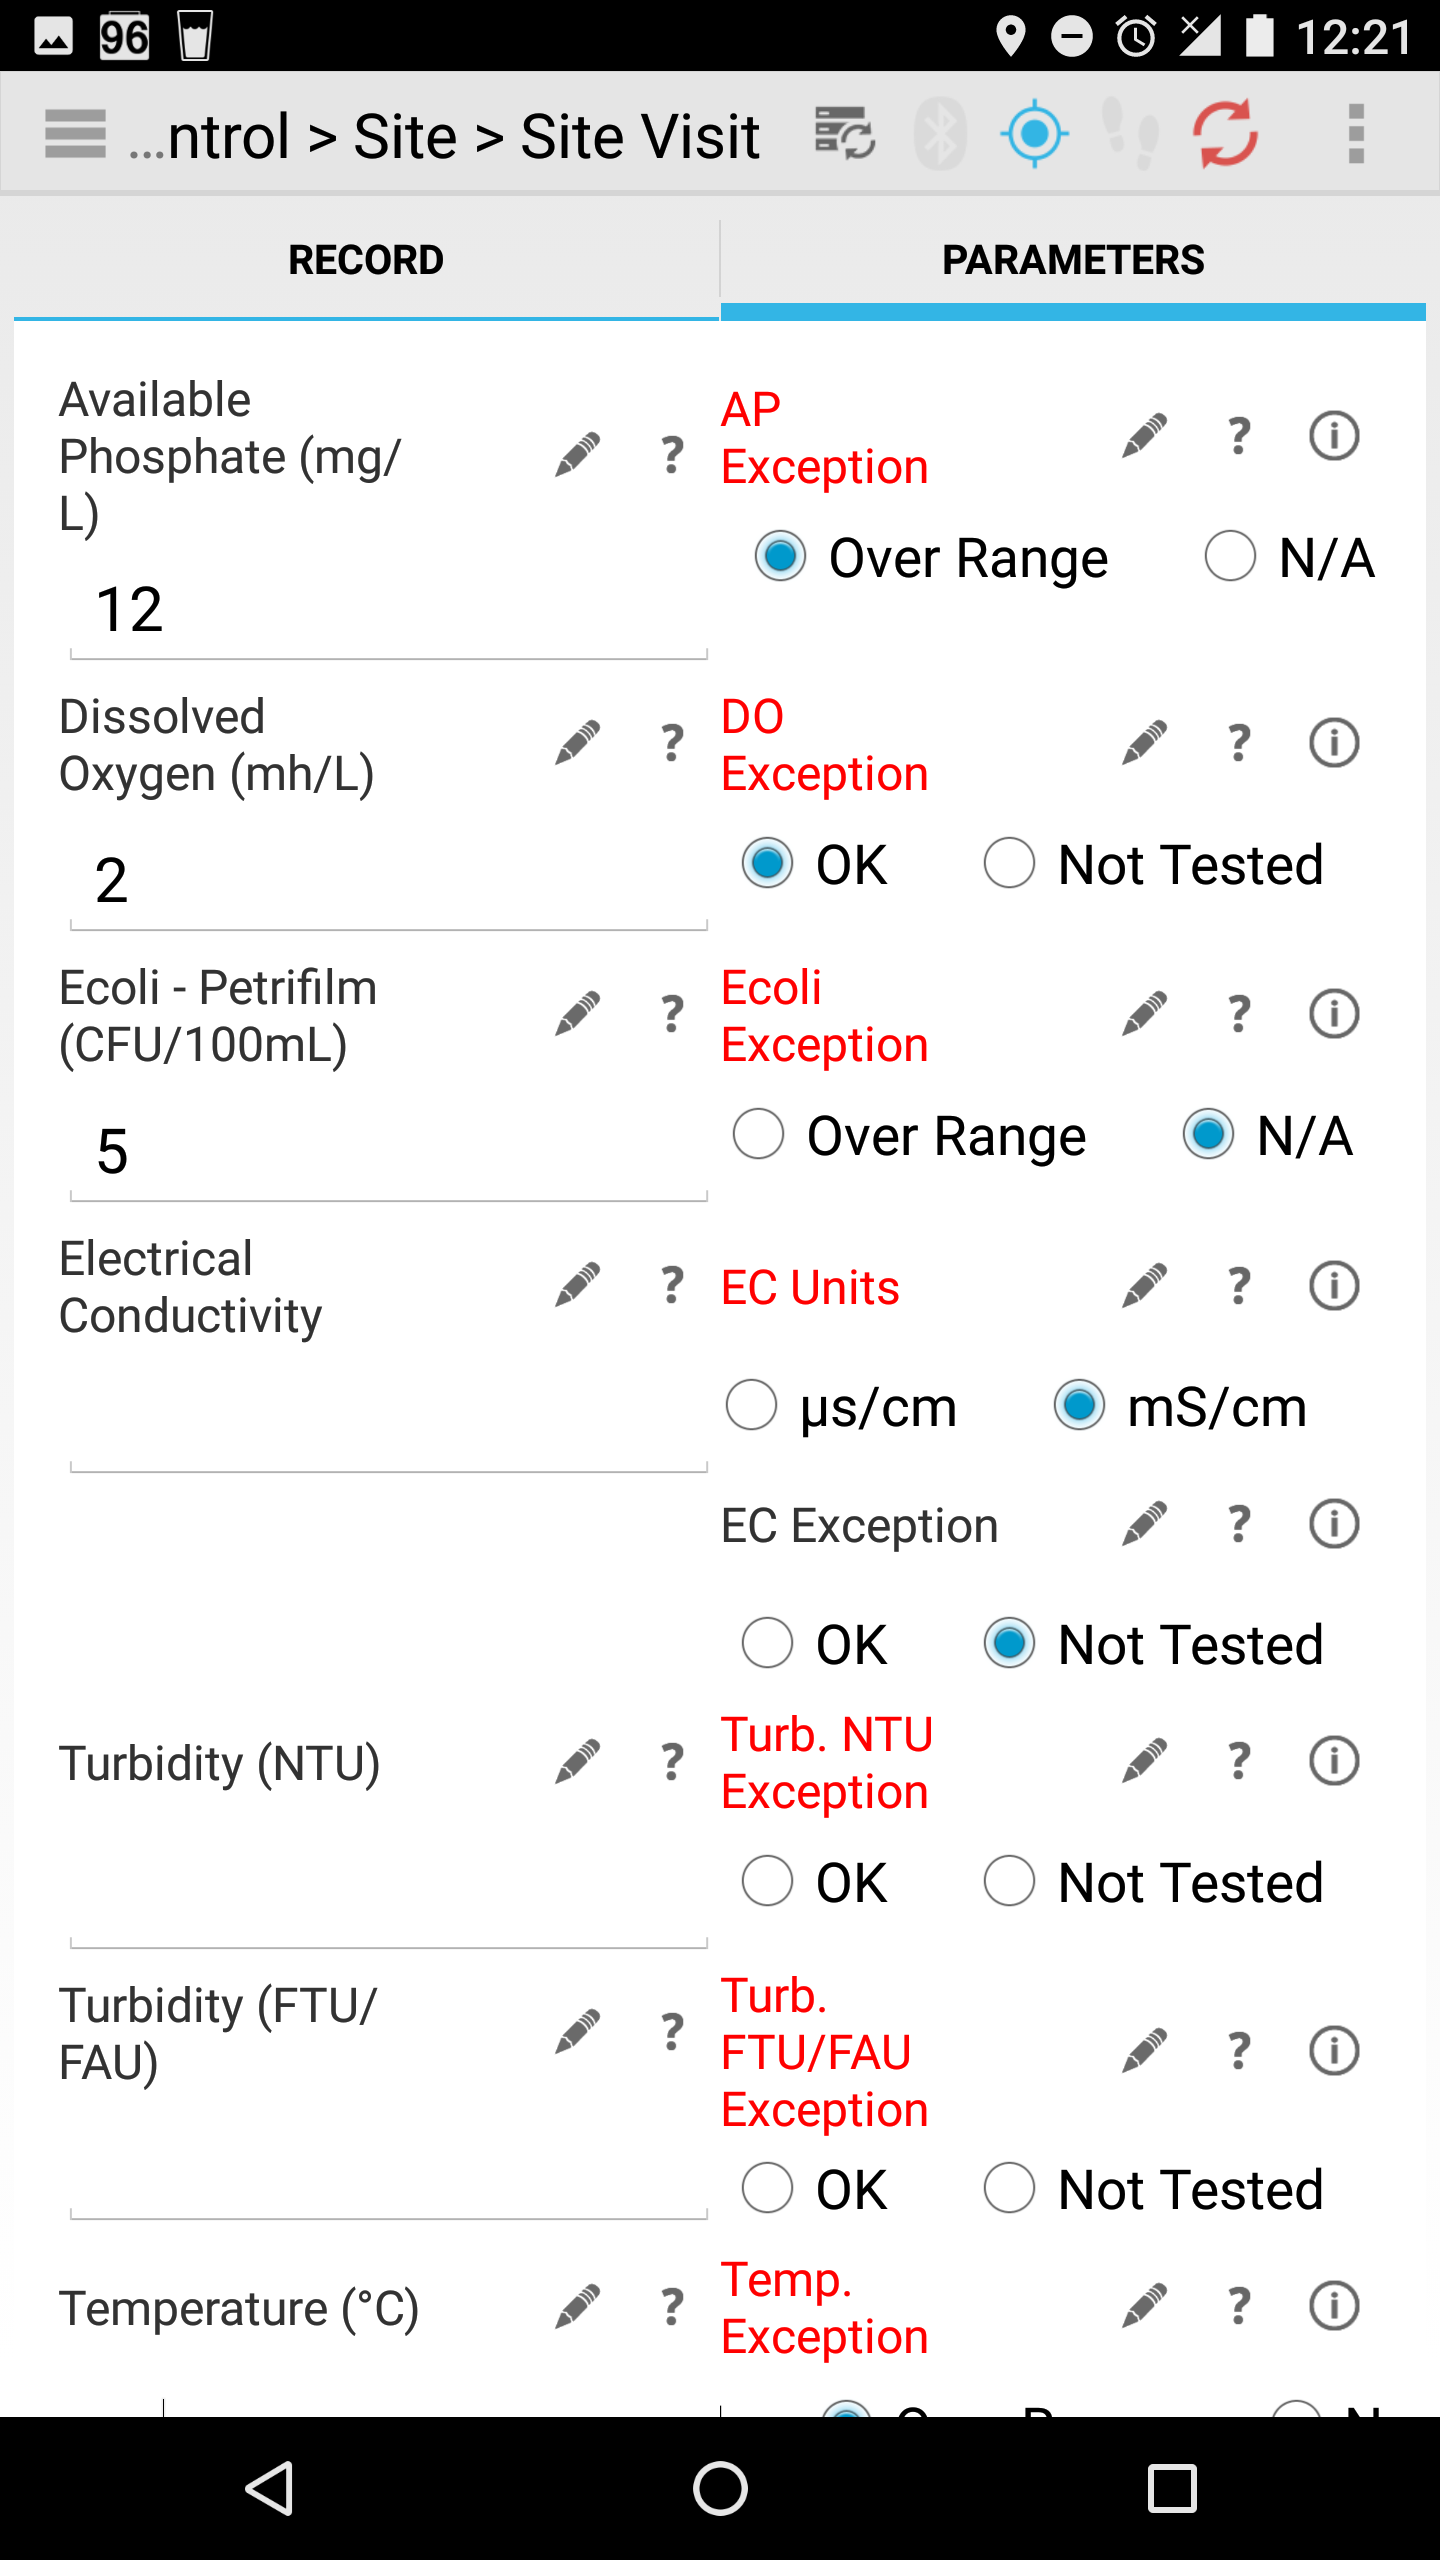 96
12:21
...ntrol > Site > Site Visit
RECORD
PARAMETERS
Available
Phosphate (mg/
L)
?
AP
Exception
?
12
Over Range
N/A
Dissolved
Oxygen (mh/L)
?
DO
Exception
?
2
OK
Not Tested
Ecoli - Petrifilm
(CFU/100mL)
?
Ecoli
Exception
?
5
Over Range
N/A
Electrical
Conductivity
?
EC Units
?
µs/cm
mS/cm
EC Exception
?
OK
Not Tested
Turbidity (NTU)
?
Turb. NTU
Exception
?
OK
Not Tested
Turbidity (FTU/
FAU)
?
Turb.
FTU/FAU
Exception
?
OK
Not Tested
Temperature (°C)
?
Temp.
Exception
?